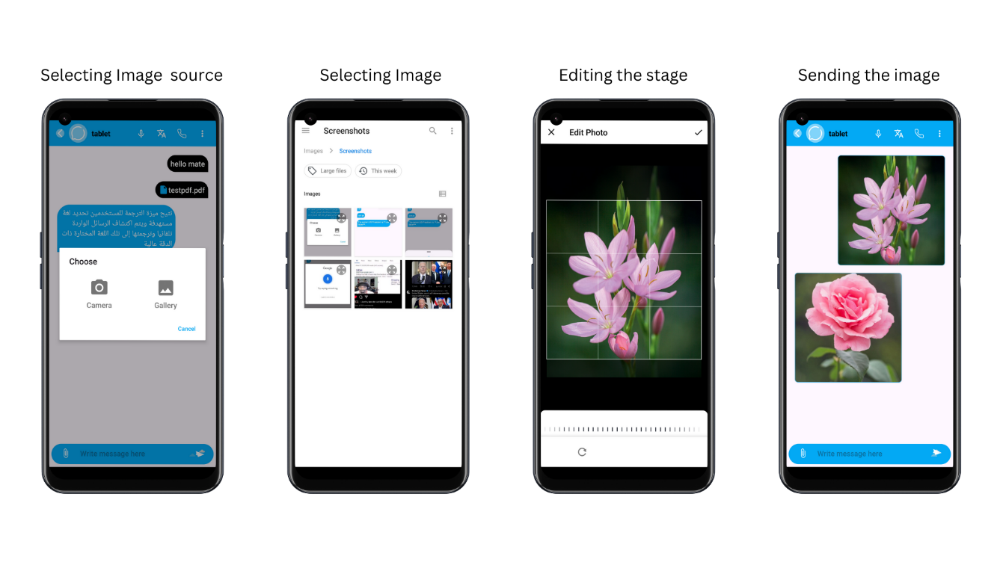 Selecting Image  source
Selecting Image
Editing the stage
Sending the image
tablet
hello mate
testpdf.pdf
تتيح ميزة الترجمة للمستخدمين تحديد لغة
مستهدفة ويتم اكتشاف الرسائل الواردة
تلقائيا وترجمتها إلى تلك اللغة المختارة ذات
الدقة عالية
Choose
Camera
Gallery
Cancel
Write message here
Screenshots
Images
Screenshots
Large files
This week
Images
Choose
Google
Edit Photo
tablet
Write message here